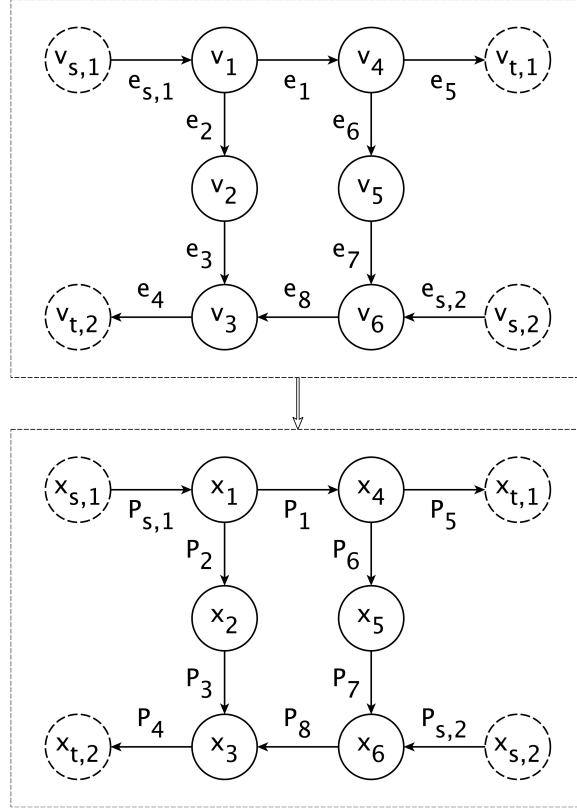 v_{s,1} v_1 v_4 v_{t,1}
e_{s,1} e_1 e_5
e_2 e_6
v_2 v_5
e_3 e_7
e_4 e_8 e_{s,2}
v_{t,2} v_3 v_6 v_{s,2}
x_{s,1} x_1 x_4 x_{t,1}
P_{s,1} P_1 P_5
P_2 P_6
x_2 x_5
P_3 P_7
P_4 P_8 P_{s,2}
x_{t,2} x_3 x_6 x_{s,2}